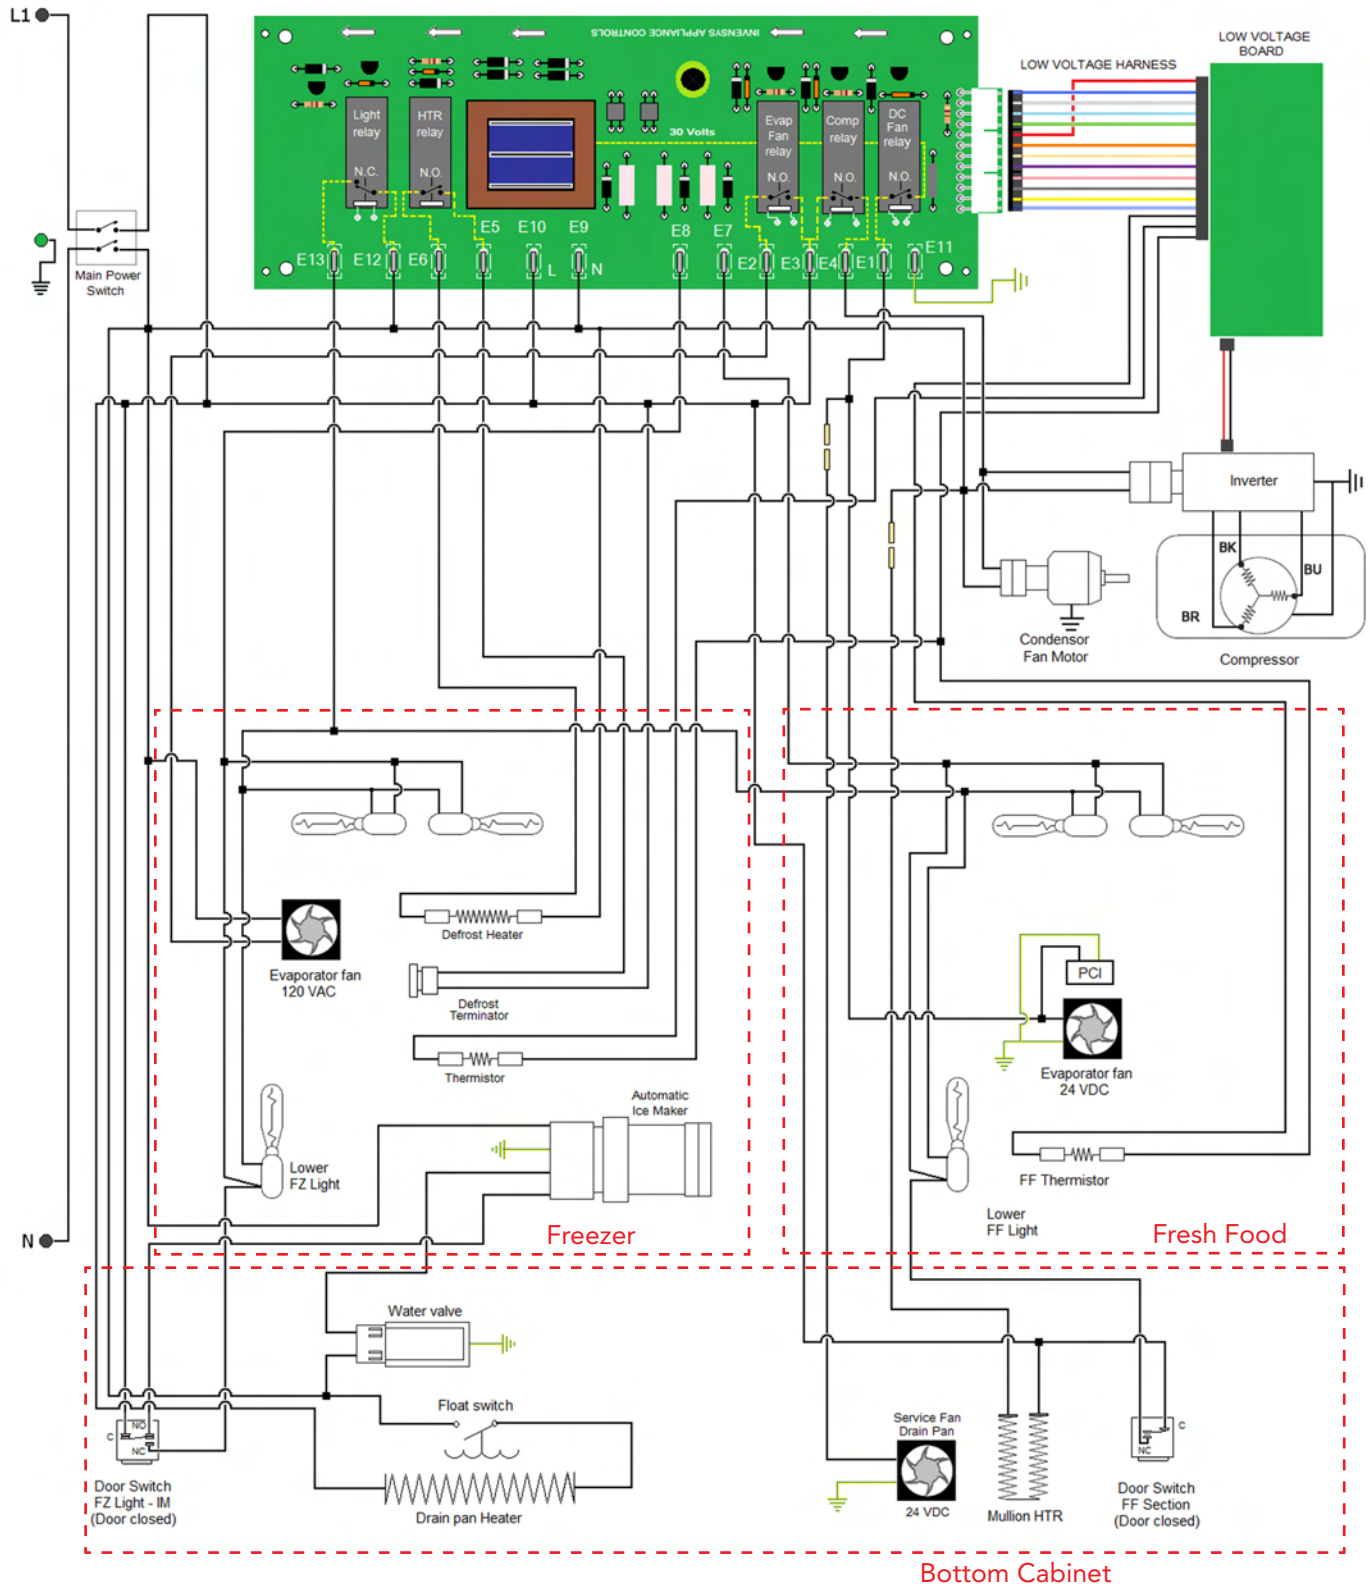 L1
INVENSYS APPLIANCE CONTROLS
LOW VOLTAGE
BOARD
LOW VOLTAGE HARNESS
Light
relay
N.C.
HTR
relay
N.O.
30 Volts
Evap
Fan
relay
N.O.
Comp
relay
N.O.
DC
Fan
relay
N.O.
E13
E12
E6
E5
E10
L
E9
N
E8
E7
E2
E3
E4
E1
E11
Main Power
Switch
Inverter
BK
BU
BR
Compressor
Condensor
Fan Motor
Evaporator fan
120 VAC
Defrost Heater
Defrost
Terminator
Thermistor
Automatic
Ice Maker
Lower
FZ Light
Freezer
PCI
Evaporator fan
24 VDC
FF Thermistor
Lower
FF Light
Fresh Food
N
Water valve
Float switch
Drain pan Heater
C
NO
NC
Door Switch
FZ Light - IM
(Door closed)
Service Fan
Drain Pan
24 VDC
Mullion HTR
C
NC
Door Switch
FF Section
(Door closed)
Bottom Cabinet